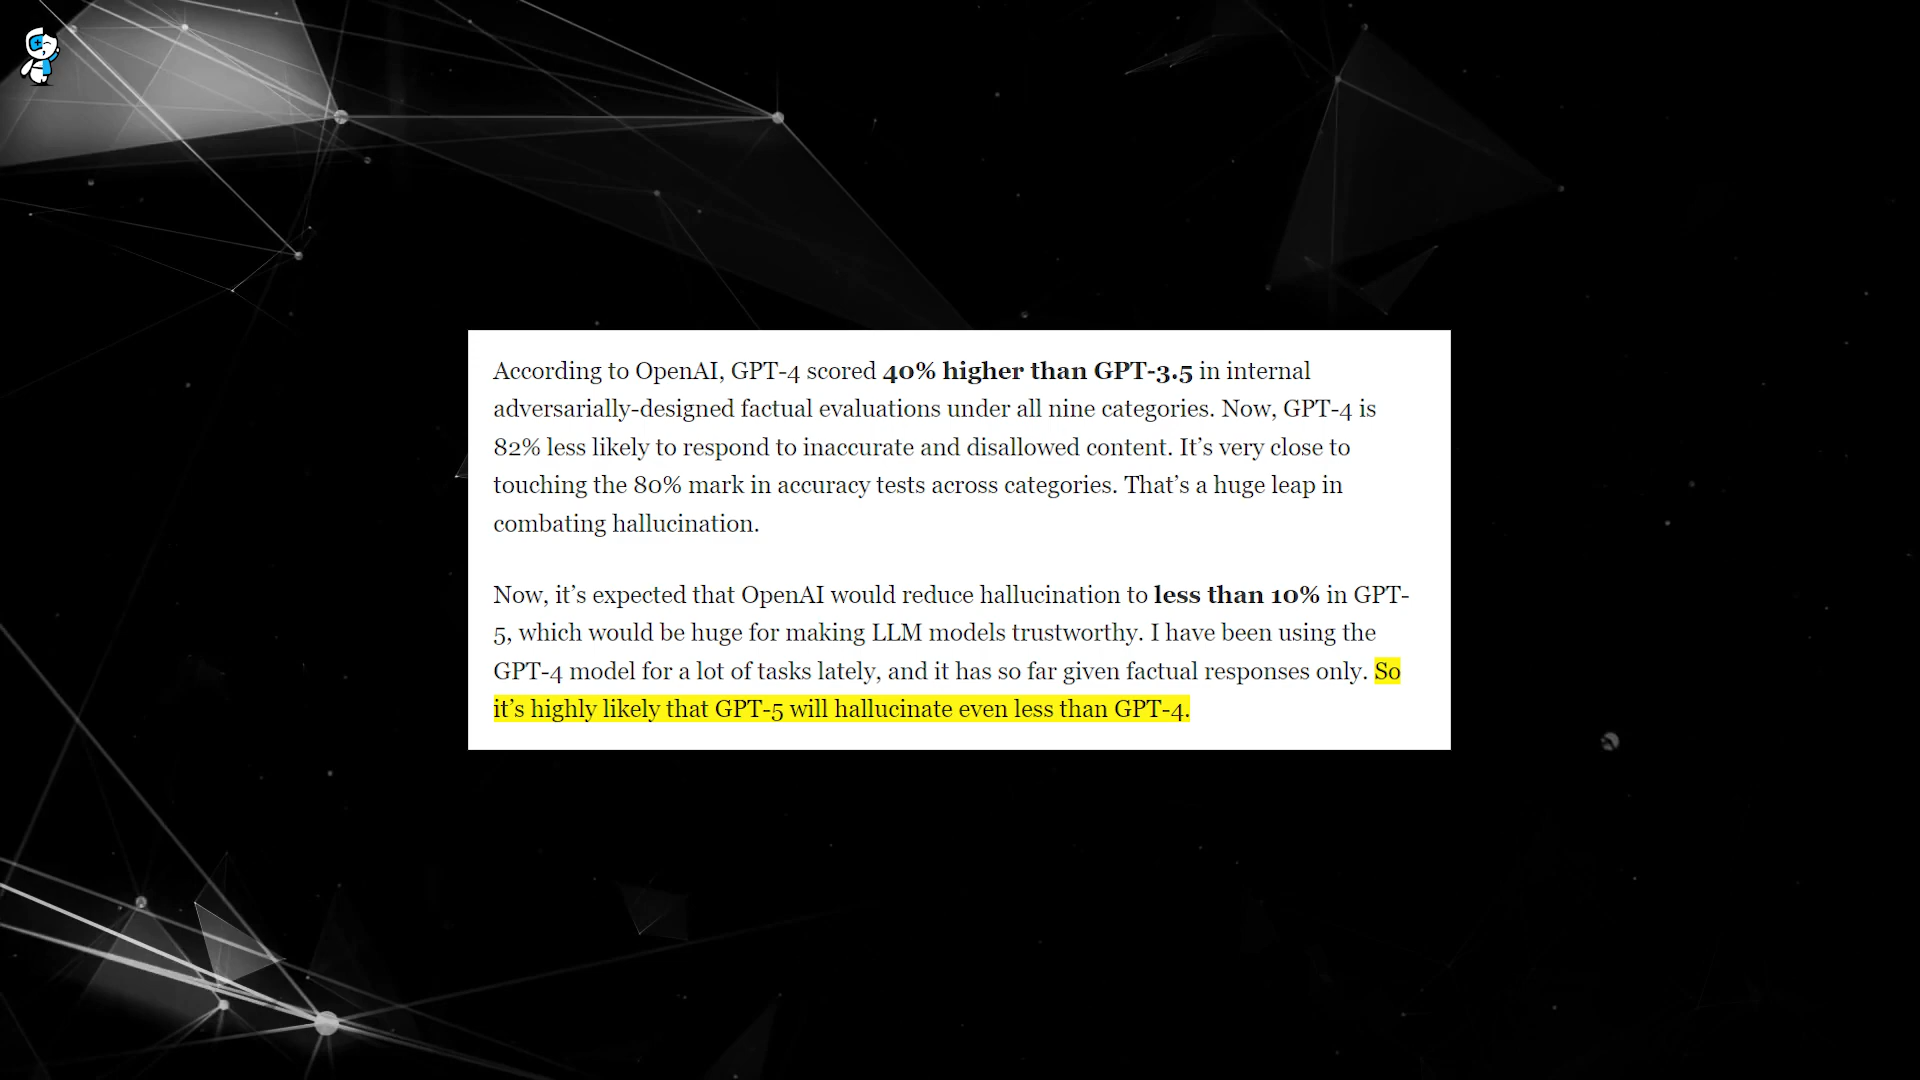 According to OpenAI, GPT-4 scored 40% higher than GPT-3.5 in internal
adversarially-designed factual evaluations under all nine categories. Now, GPT-4 is
82% less likely to respond to inaccurate and disallowed content. It’s very close to
touching the 80% mark in accuracy tests across categories. That’s a huge leap in
combating hallucination.
Now, it’s expected that OpenAI would reduce hallucination to less than 10% in GPT-
5, which would be huge for making LLM models trustworthy. I have been using the
GPT-4 model for a lot of tasks lately, and it has so far given factual responses only. So
it’s highly likely that GPT-5 will hallucinate even less than GPT-4.